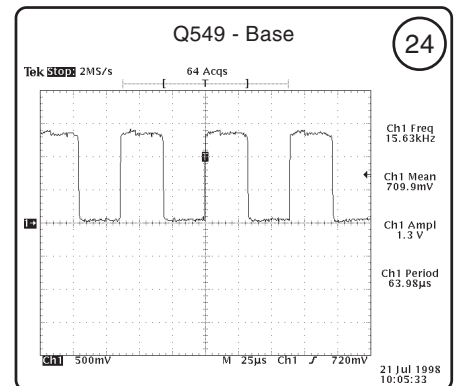 Q549 - Base
24
Tek Stop: 2MS/s 64 Acqs
T
Ch1 Freq
15.63kHz
Ch1 Mean
709.9mV
1→
Ch1 Ampl
1.3 V
Ch1 Period
63.98µs
Ch1 500mV M 25µs Ch1 ∫ 720mV
21 Jul 1998
10:05:33